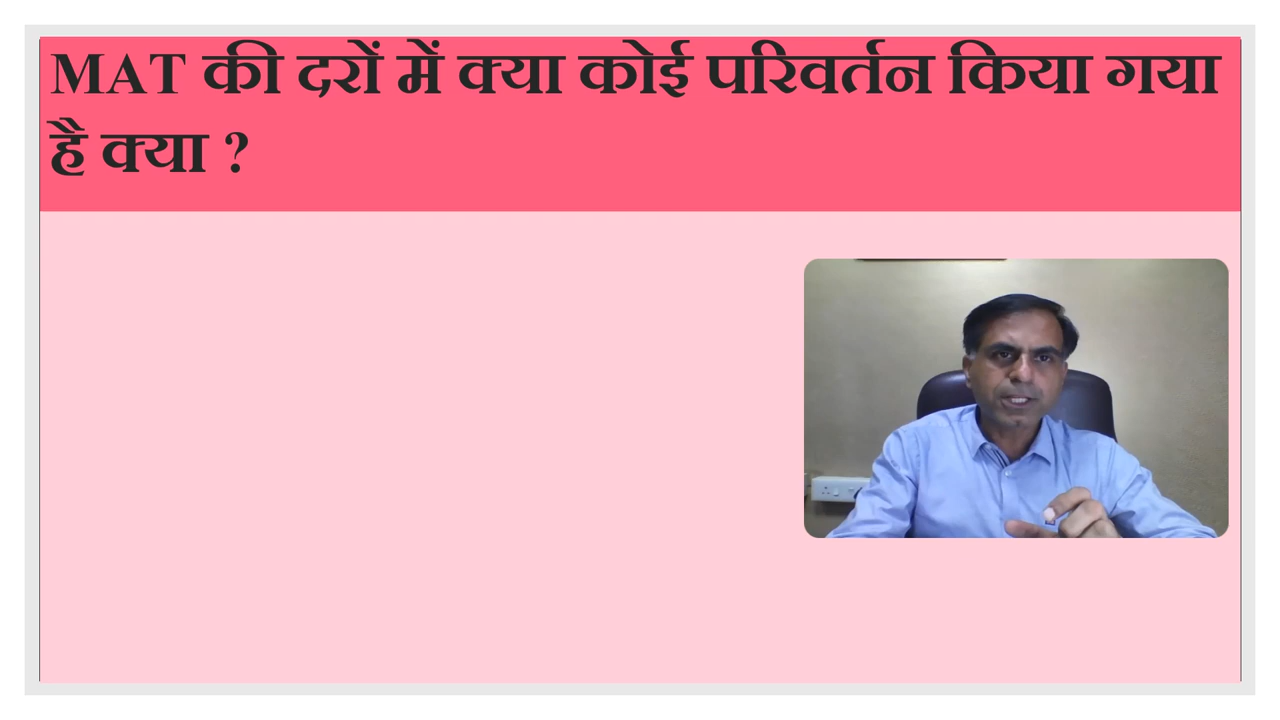 MAT की दरों में क्या कोई परिवर्तन किया गया
है क्या ?